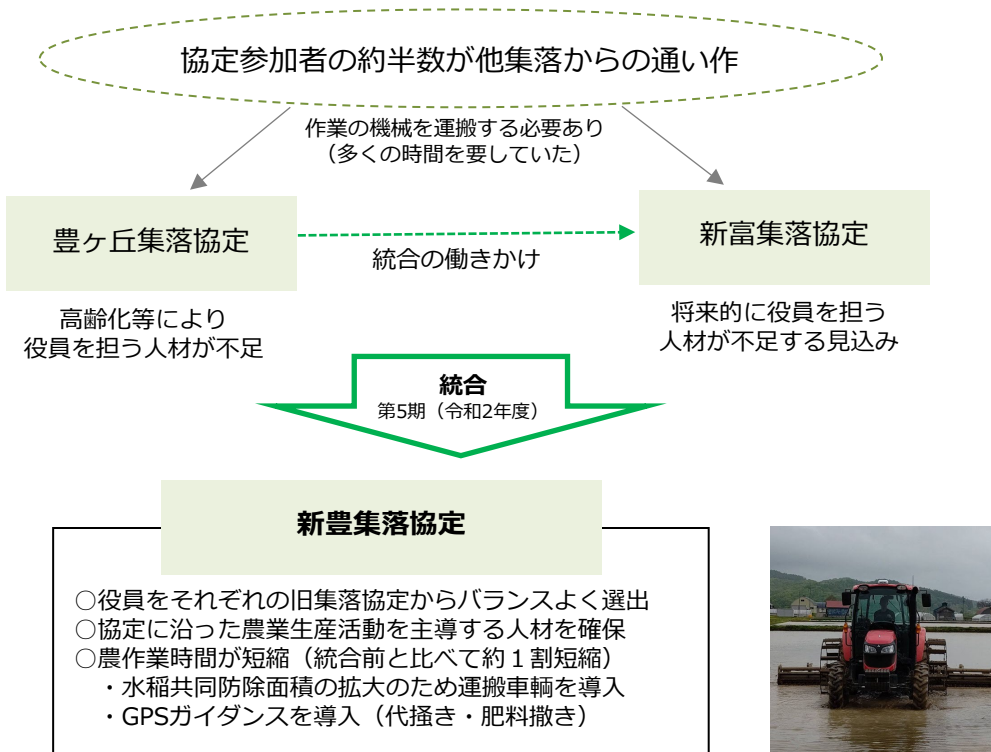 協定参加者の約半数が他集落からの通い作
作業の機械を運搬する必要あり
（多くの時間を要していた）
豊ヶ丘集落協定
統合の働きかけ
新富集落協定
高齢化等により
役員を担う人材が不足
将来的に役員を担う
人材が不足する見込み
統合
第5期（令和2年度）
新豊集落協定
○役員をそれぞれの旧集落協定からバランスよく選出
○協定に沿った農業生産活動を主導する人材を確保
○農作業時間が短縮（統合前と比べて約１割短縮）
・水稲共同防除面積の拡大のため運搬車輌を導入
・GPSガイダンスを導入（代掻き・肥料撒き）